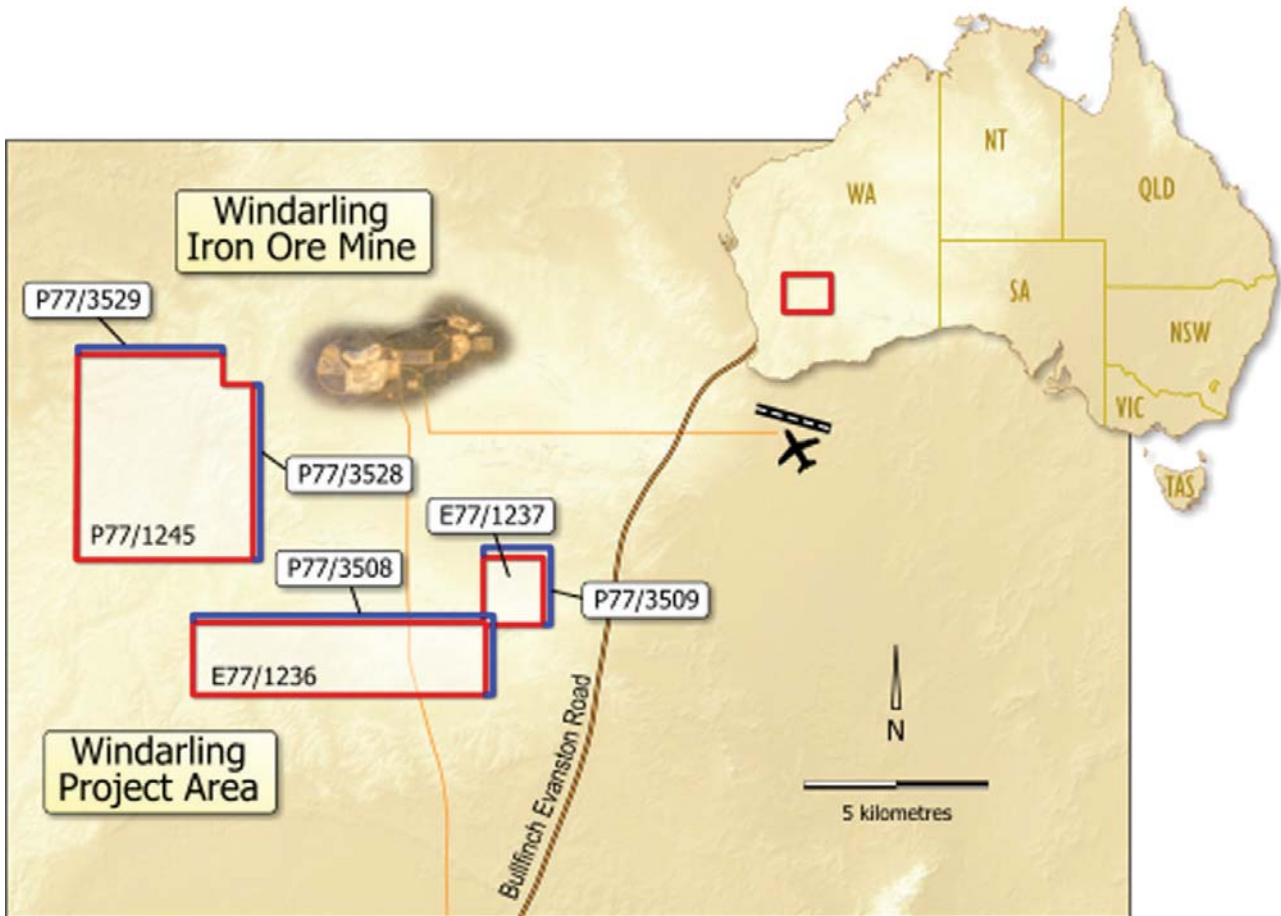 NT
WA
QLD
SA
NSW
VIC
TAS
Windarling
Iron Ore Mine
P77/3529
P77/3528
P77/1245
E77/1237
P77/3508
P77/3509
E77/1236
Bullfinch Evanston Road
N
Windarling
Project Area
5 kilometres